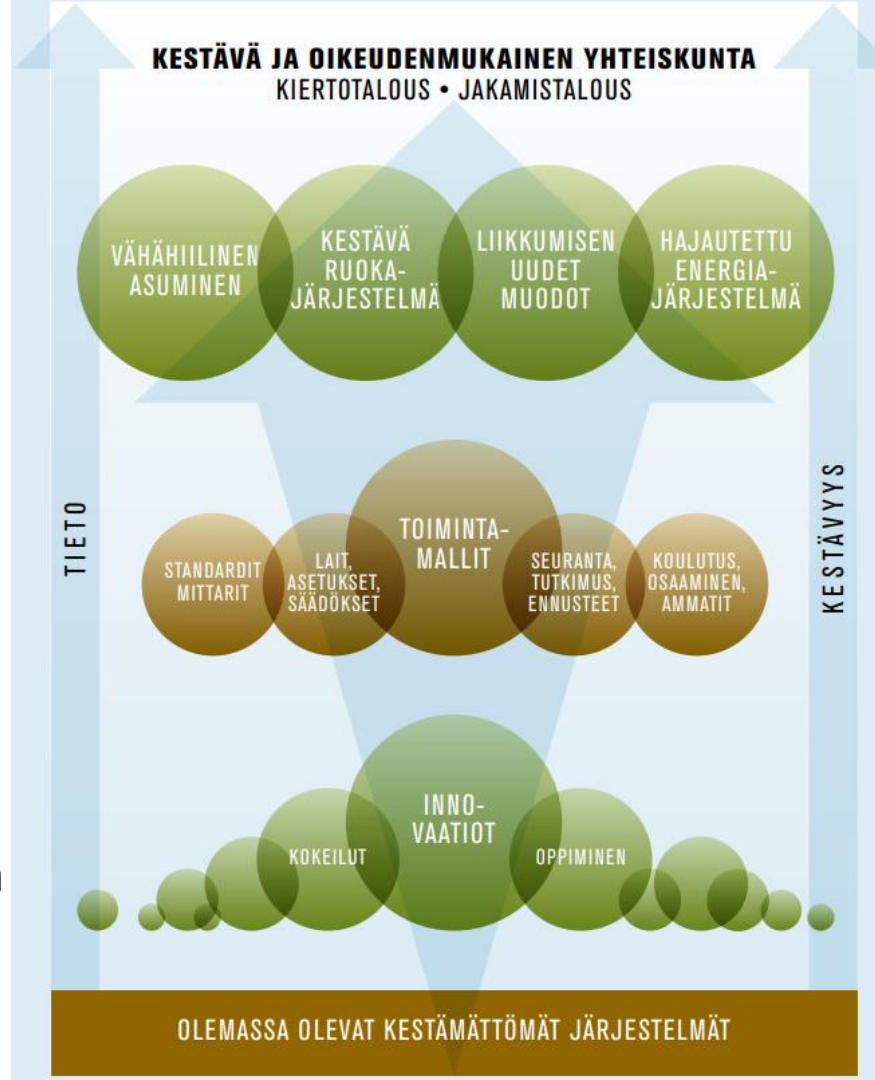 KESTÄVÄ JA OIKEUDENMUKAINEN YHTEISKUNTA
KIERTOTALOUS • JAKAMISTALOUS
VÄHÄHIILINEN
ASUMINEN
KESTÄVÄ
RUOKA-
JÄRJESTELMÄ
LIIKKUMISEN
UUDET
MUODOT
HAJAUTETTU
ENERGIA-
JÄRJESTELMÄ
TIETO
KESTÄVYYS
STANDARDIT
MITTARIT
LAIT,
ASETUKSET,
SÄÄDÖKSET
TOIMINTA-
MALLIT
SEURANTA,
TUTKIMUS,
ENNUSTEET
KOULUTUS,
OSAAMINEN,
AMMATIT
KOKEILUT
INNO-
VAATIOT
OPPIMINEN
OLEMASSA OLEVAT KESTÄMÄTTÖMÄT JÄRJESTELMÄT